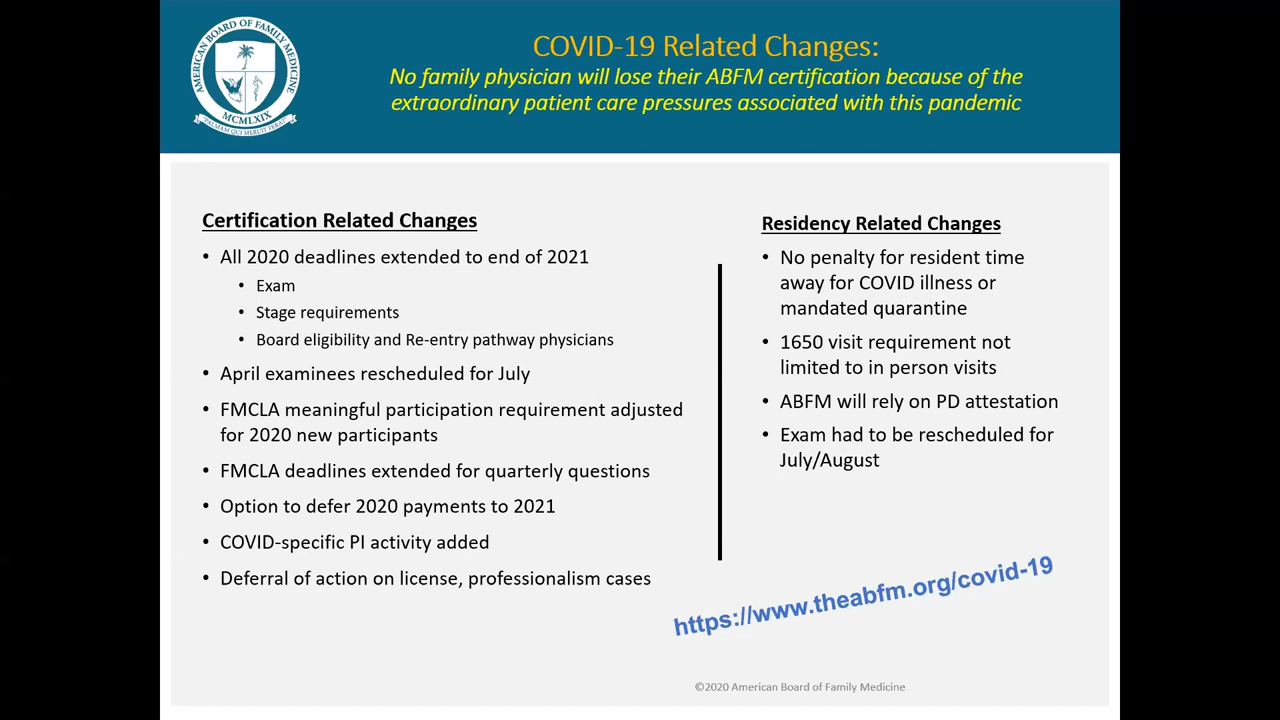 AMERICAN BOARD OF FAMILY MEDICINE
MCMLXIX
PALMAM QUI MERUIT FERAT
COVID-19 Related Changes:
No family physician will lose their ABFM certification because of the
extraordinary patient care pressures associated with this pandemic
Certification Related Changes
• All 2020 deadlines extended to end of 2021
• Exam
• Stage requirements
• Board eligibility and Re-entry pathway physicians
• April examinees rescheduled for July
• FMCLA meaningful participation requirement adjusted
for 2020 new participants
• FMCLA deadlines extended for quarterly questions
• Option to defer 2020 payments to 2021
• COVID-specific PI activity added
• Deferral of action on license, professionalism cases
Residency Related Changes
• No penalty for resident time
away for COVID illness or
mandated quarantine
• 1650 visit requirement not
limited to in person visits
• ABFM will rely on PD attestation
• Exam had to be rescheduled for
July/August
https://www.theabfm.org/covid-19
©2020 American Board of Family Medicine